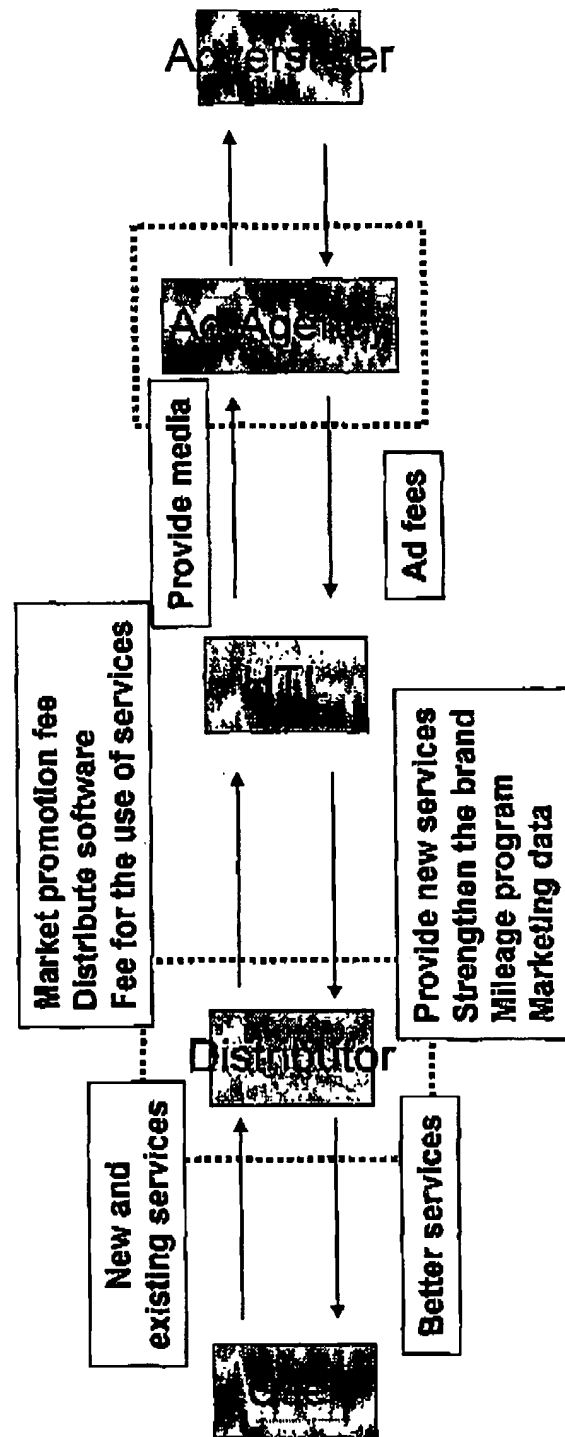 Market promotion fee
Distribute software
Fee for the use of services
New and
existing services
Provide media
Distributor
Ad Agency
Advertiser
Better services
Provide new services
Strengthen the brand
Mileage program
Marketing data
Ad fees